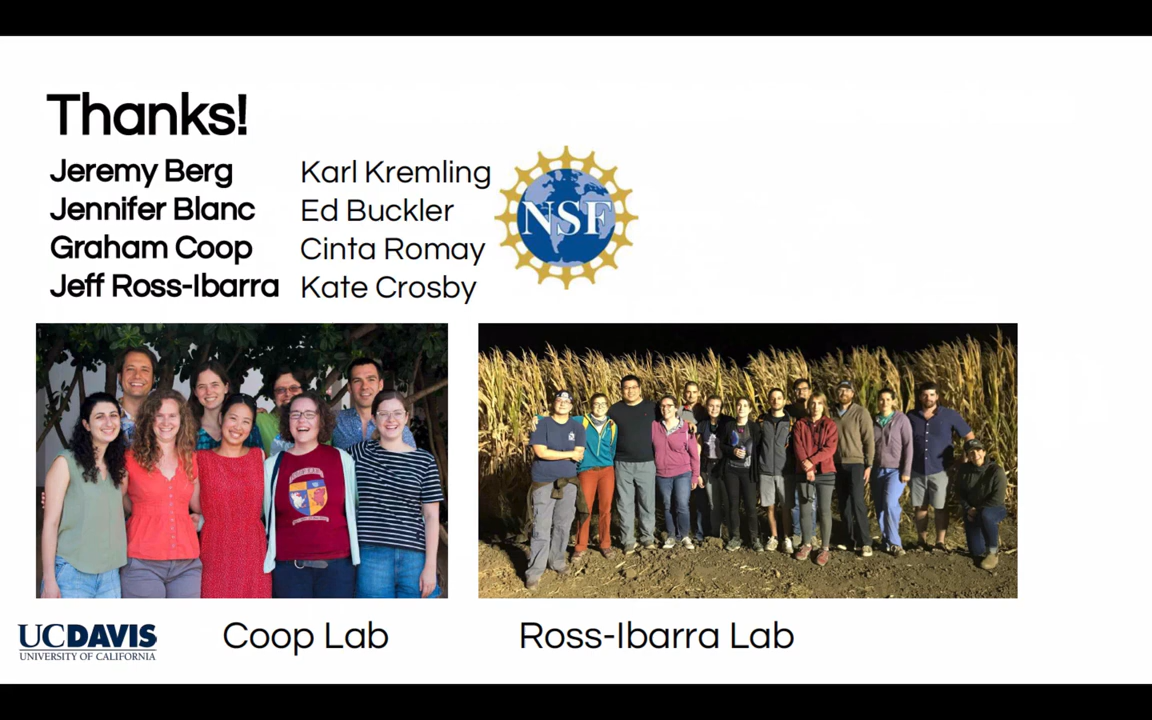 Thanks!
Jeremy Berg
Jennifer Blanc
Graham Coop
Jeff Ross-Ibarra
Karl Kremling
Ed Buckler
Cinta Romay
Kate Crosby
NSF
Coop Lab
Ross-Ibarra Lab
UCDAVIS
UNIVERSITY OF CALIFORNIA